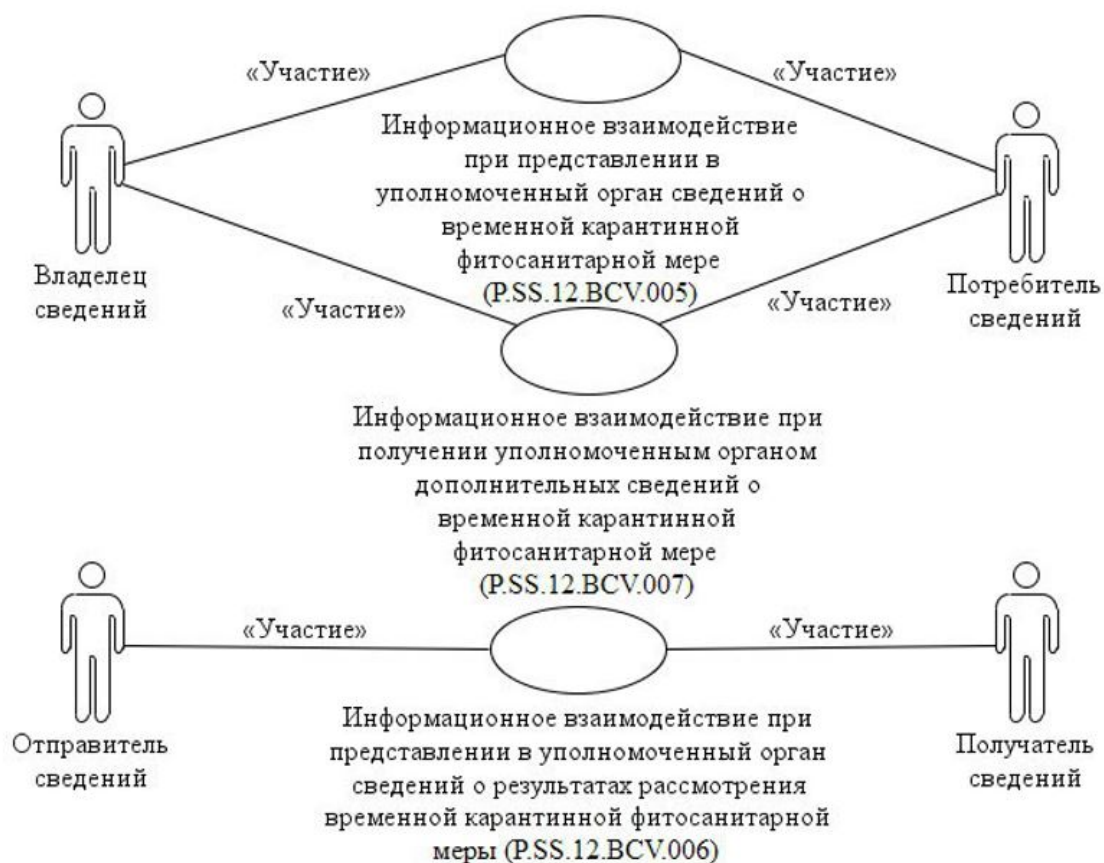 «Участие»
«Участие»
Информационное взаимодействие
при представлении в
уполномоченный орган сведений о
временной карантинной
фитосанитарной мере
(P.SS.12.BCV.005)
Владелец
сведений
Потребитель
сведений
«Участие»
«Участие»
Информационное взаимодействие при
получении уполномоченным органом
дополнительных сведений о
временной карантинной
фитосанитарной мере
(P.SS.12.BCV.007)
«Участие»
«Участие»
Отправитель
сведений
Получатель
сведений
Информационное взаимодействие при
представлении в уполномоченный орган
сведений о результатах рассмотрения
временной карантинной фитосанитарной
меры (P.SS.12.BCV.006)